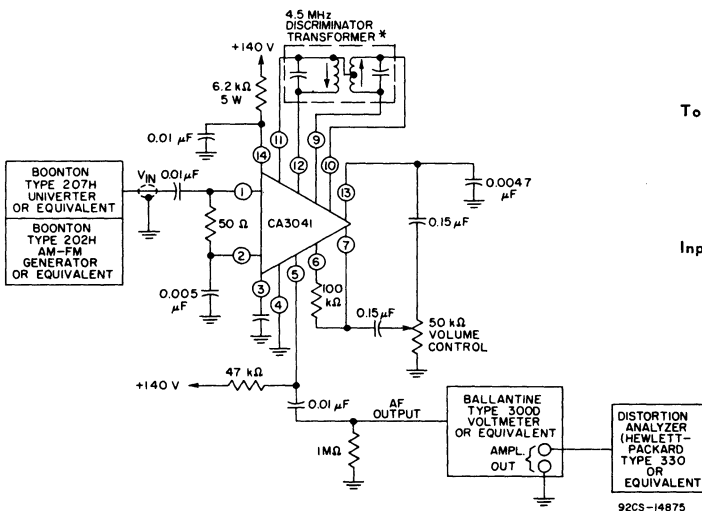 4.5 MHz
DISCRIMINATOR
TRANSFORMER *
+140 V
6.2 kΩ
5 W
0.01 μF
11
12
9
10
14
13
BOONTON
TYPE 207H
UNIVERTER
OR EQUIVALENT
BOONTON
TYPE 202H
AM-FM
GENERATOR
OR EQUIVALENT
VIN
0.01 μF
1
50 Ω
2
0.005
μF
CA3041
3
4
5
6
7
100
kΩ
0.15 μF
0.15 μF
0.0047
μF
50 kΩ
VOLUME
CONTROL
To
Inp
+140 V
47 kΩ
0.01 μF
AF
OUTPUT
1MΩ
BALLANTINE
TYPE 300D
VOLTMETER
OR EQUIVALENT
AMPL.
OUT
DISTORTION
ANALYZER
(HEWLETT-
PACKARD
TYPE 330
OR
EQUIVALENT
92CS-14875